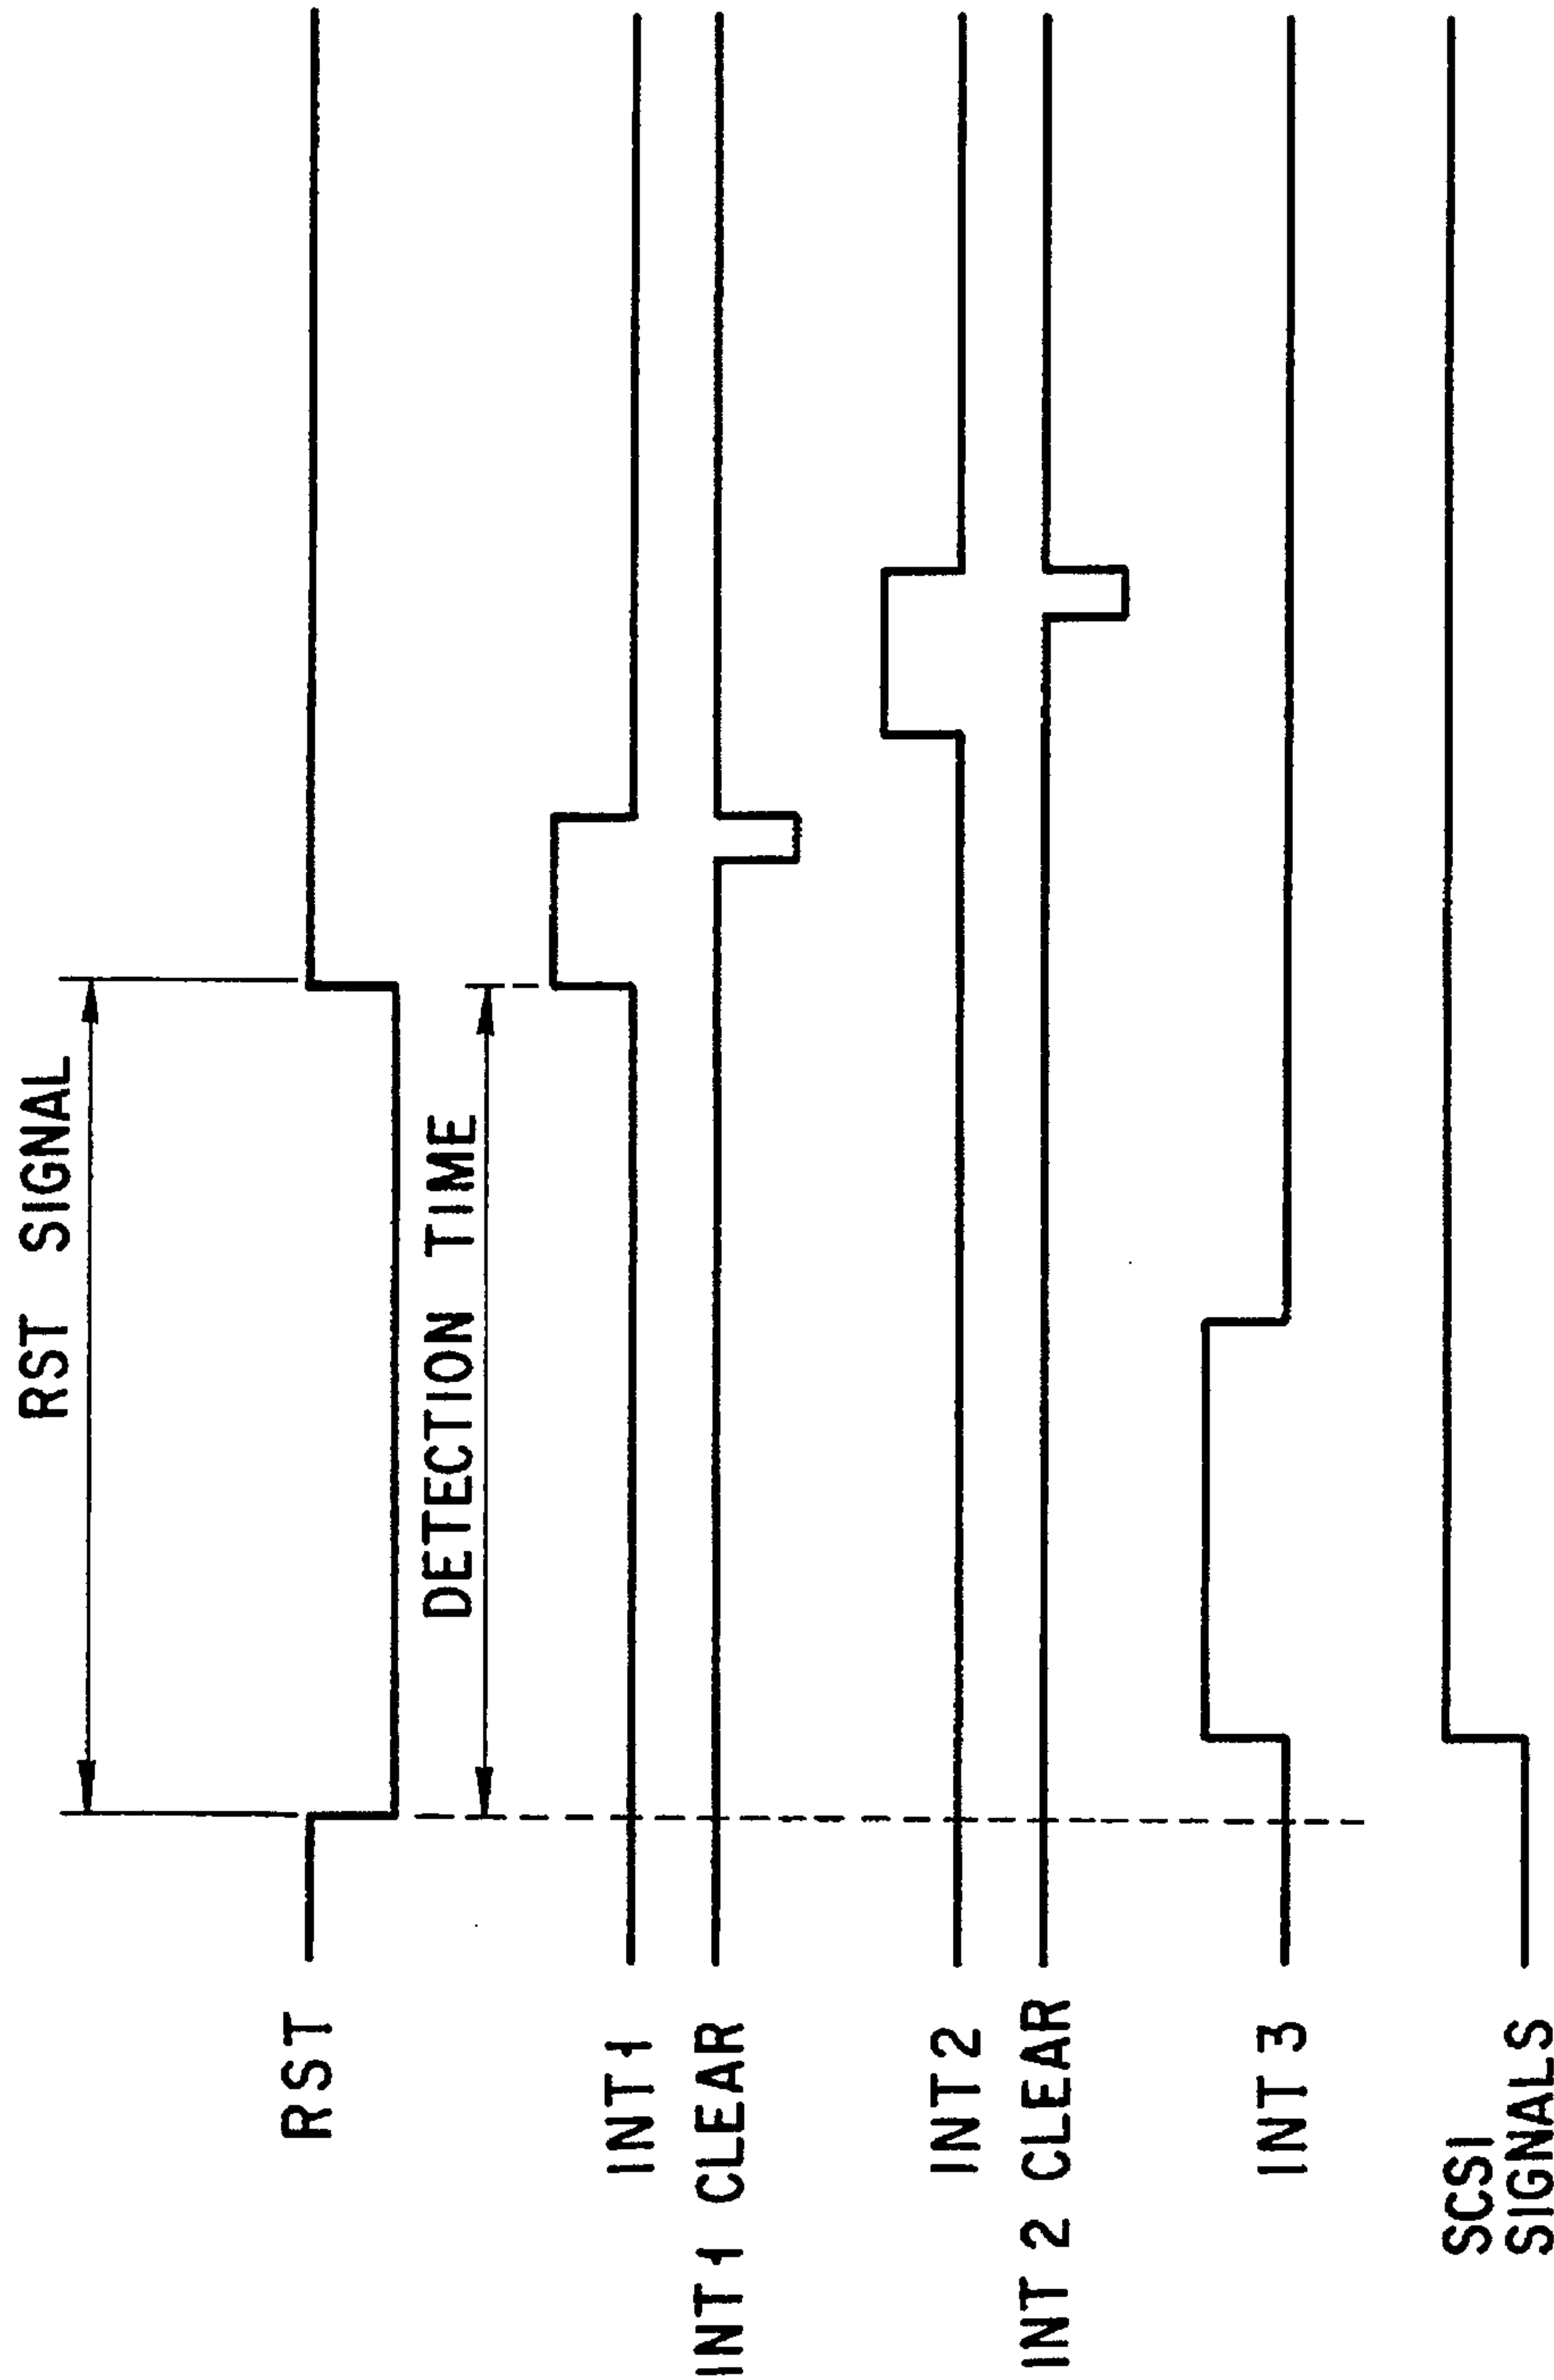 RST SIGNAL
RST
DETECTION TIME
INT1
INT1 CLEAR
INT2
INT 2 CLEAR
INT 3
SCSI
SIGNALS